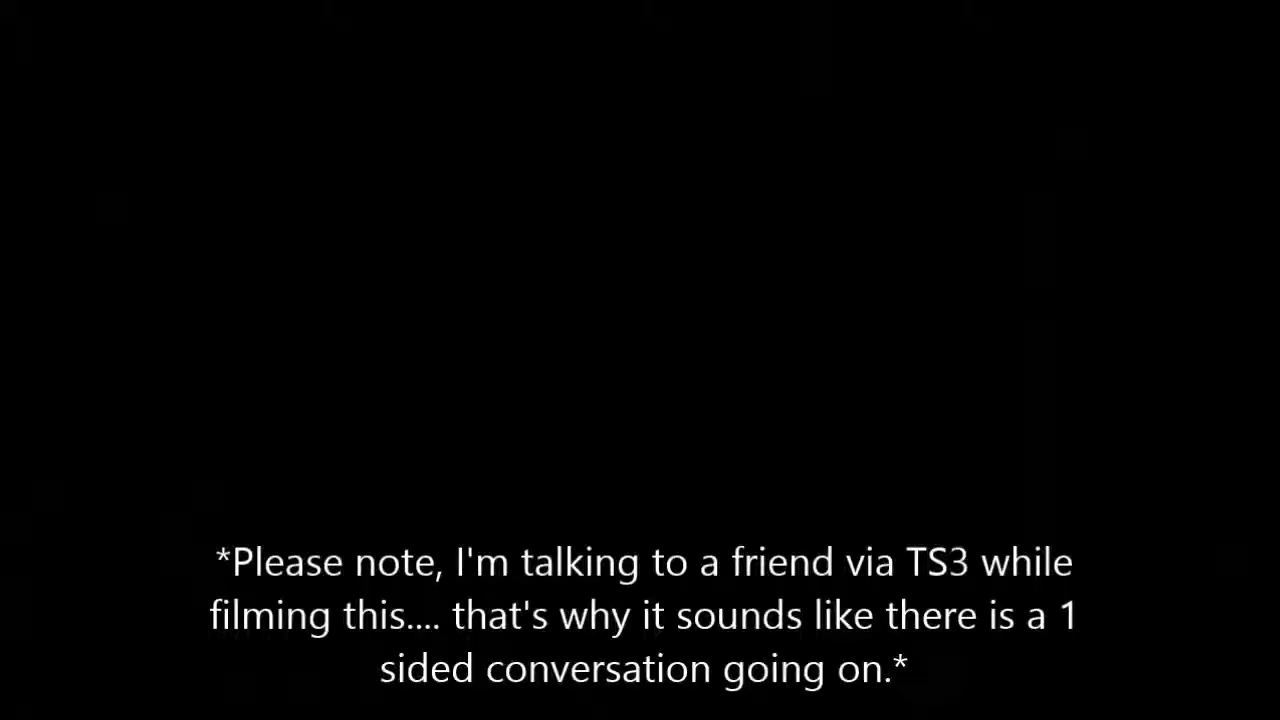 *Please note, I'm talking to a friend via TS3 while
filming this.... that's why it sounds like there is a 1
sided conversation going on.*